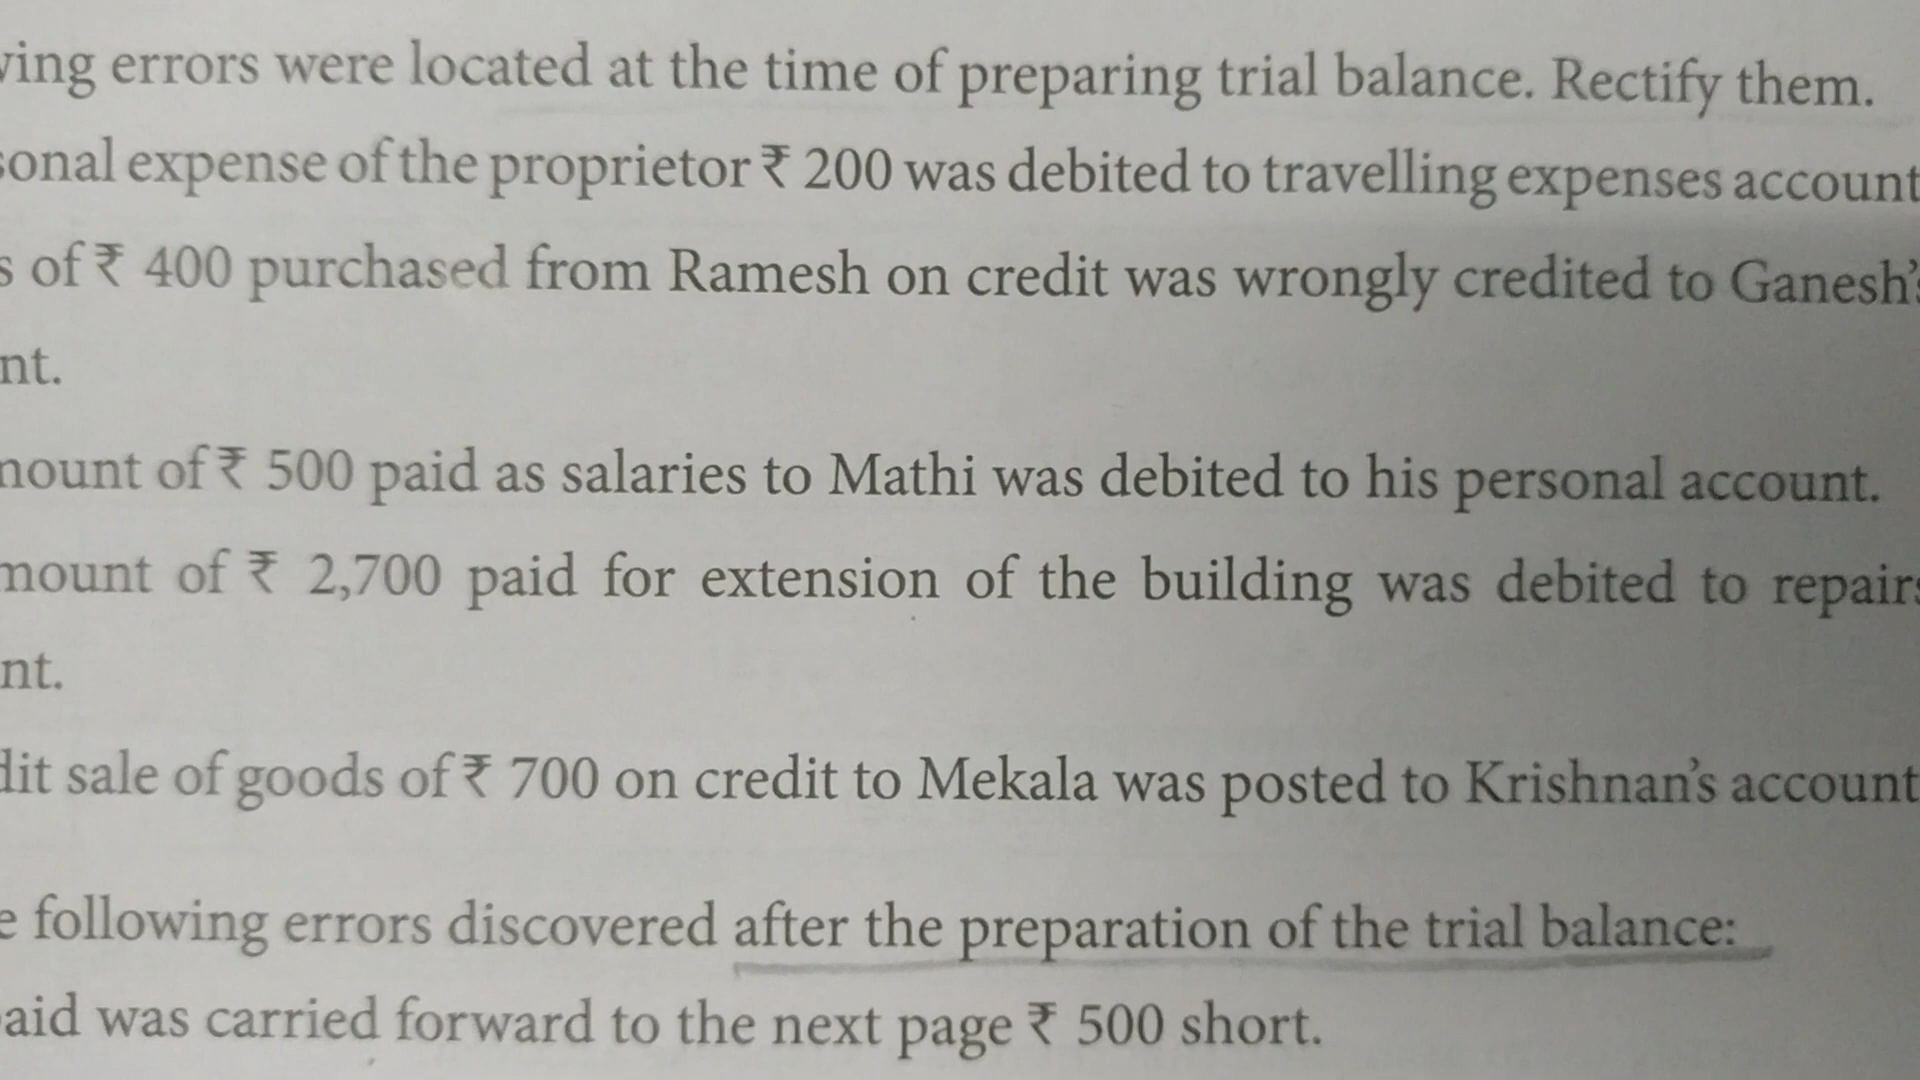 ving errors were located at the time of preparing trial balance. Rectify them.
sonal expense of the proprietor ₹ 200 was debited to travelling expenses account
s of ₹ 400 purchased from Ramesh on credit was wrongly credited to Ganesh's
nt.
mount of ₹ 500 paid as salaries to Mathi was debited to his personal account.
mount of ₹ 2,700 paid for extension of the building was debited to repairs
nt.
dit sale of goods of ₹ 700 on credit to Mekala was posted to Krishnan's account
e following errors discovered after the preparation of the trial balance:
aid was carried forward to the next page ₹ 500 short.